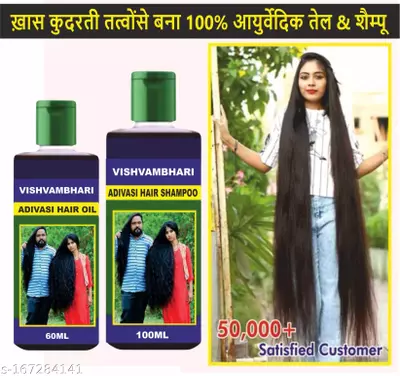 ख़ास कुदरती तत्वोंसे बना 100% आयुर्वेदिक तेल & शैम्पू
VISHVAMBHARI
ADIVASI HAIR OIL
60ML
VISHVAMBHARI
ADIVASI HAIR SHAMPOO
100ML
50,000+
Satisfied Customer
s-167284141